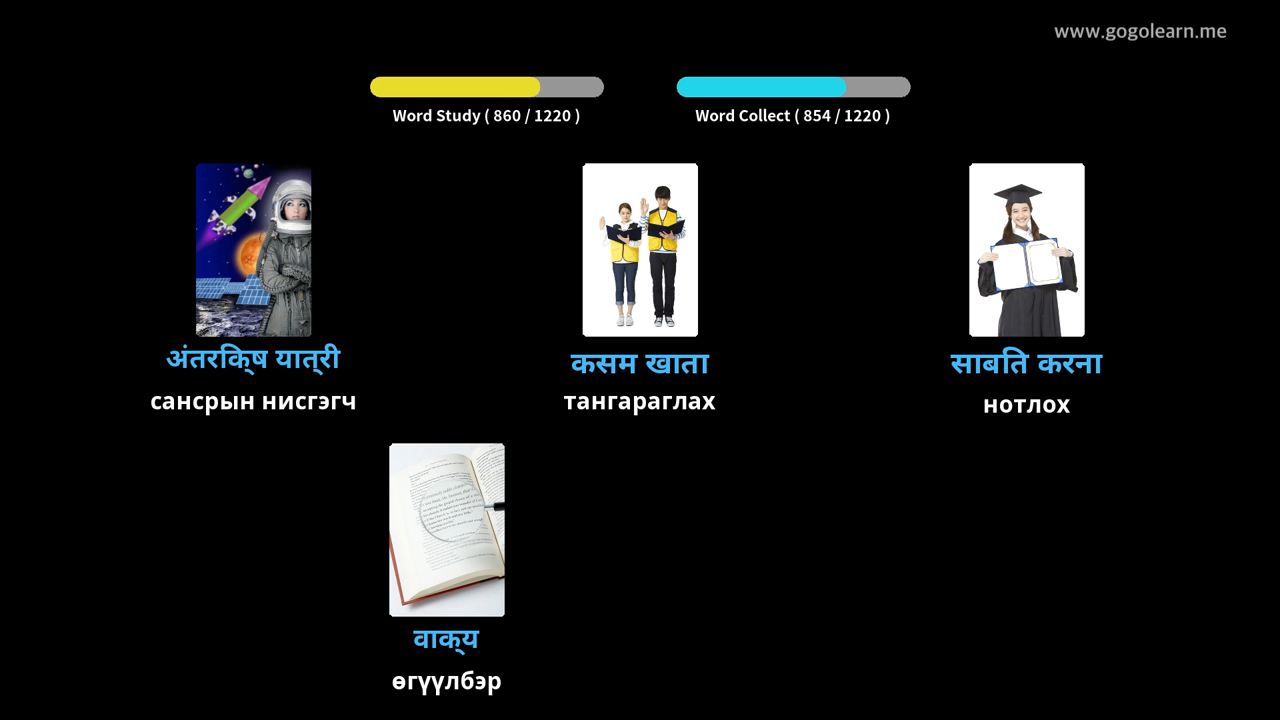 www.gogolearn.me
Word Study ( 860 / 1220 )
Word Collect ( 854 / 1220 )
अंतरिक्ष यात्री
сансрын нисгэгч
कसम खाता
тангараглах
साबित करना
нотлох
वाक्य
өгүүлбэр